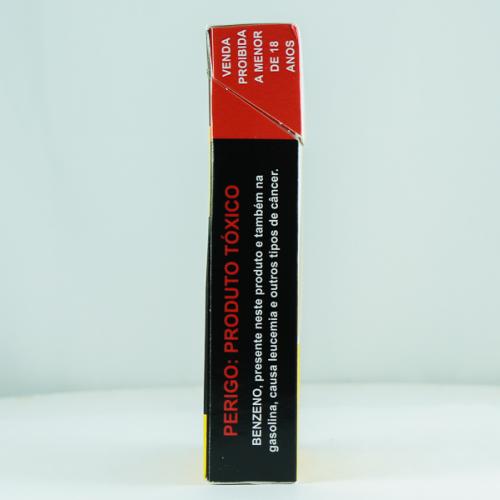 VENDA
PROIBIDA
A MENOR
DE 18
ANOS
PERIGO: PRODUTO TÓXICO
BENZENO, presente neste produto e também na
gasolina, causa leucemia e outros tipos de câncer.